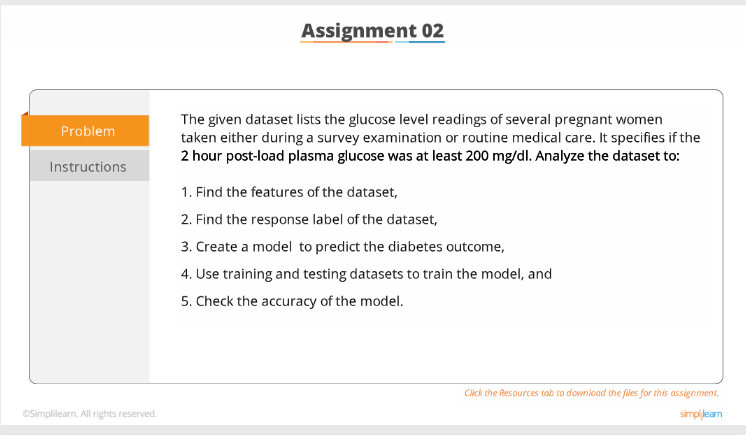 Assignment 02
Problem
Instructions
The given dataset lists the glucose level readings of several pregnant women
taken either during a survey examination or routine medical care. It specifies if the
2 hour post-load plasma glucose was at least 200 mg/dl. Analyze the dataset to:
1. Find the features of the dataset,
2. Find the response label of the dataset,
3. Create a model  to predict the diabetes outcome,
4. Use training and testing datasets to train the model, and
5. Check the accuracy of the model.
Click the Resources tab to download the files for this assignment.
©Simplilearn. All rights reserved.
simplilearn